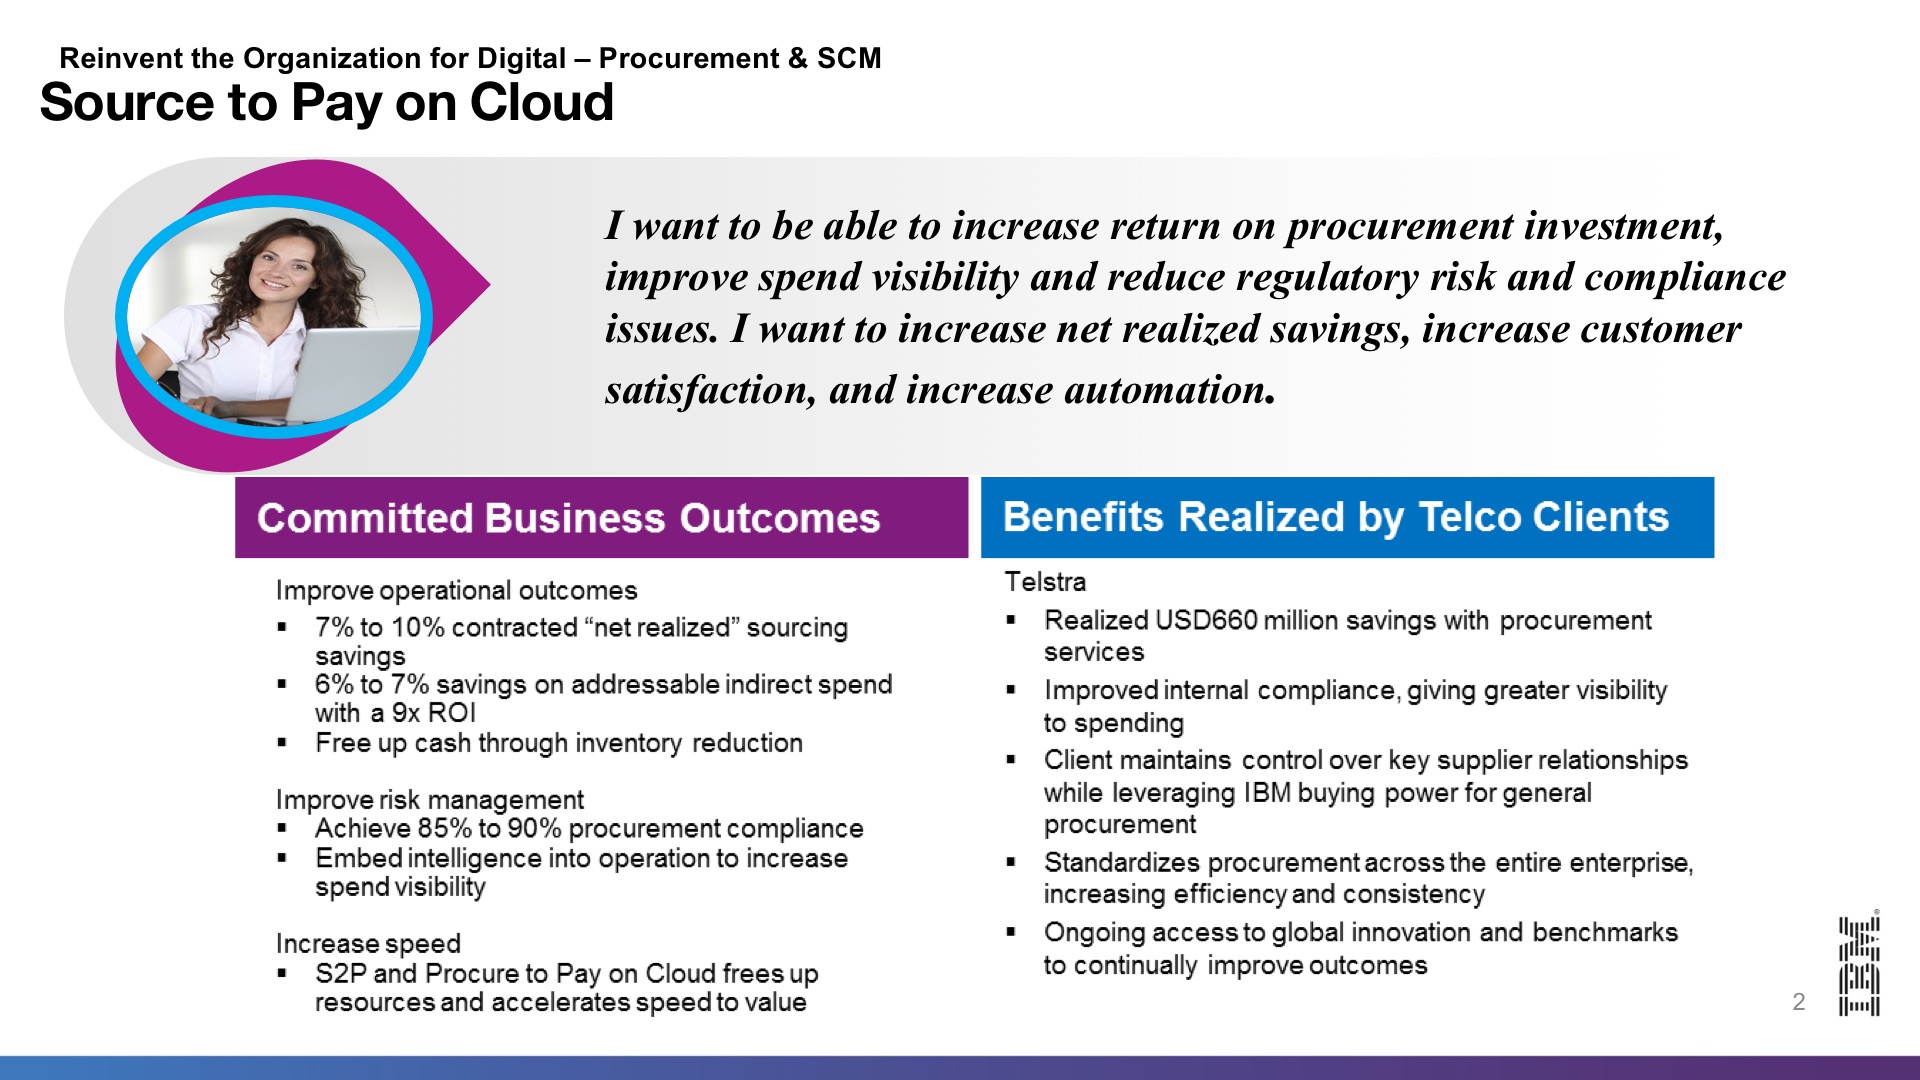 Reinvent the Organization for Digital – Procurement & SCM
Source to Pay on Cloud
I want to be able to increase return on procurement investment,
improve spend visibility and reduce regulatory risk and compliance
issues. I want to increase net realized savings, increase customer
satisfaction, and increase automation.
Committed Business Outcomes
Improve operational outcomes
▪ 7% to 10% contracted “net realized” sourcing
savings
▪ 6% to 7% savings on addressable indirect spend
with a 9x ROI
▪ Free up cash through inventory reduction
Improve risk management
▪ Achieve 85% to 90% procurement compliance
▪ Embed intelligence into operation to increase
spend visibility
Increase speed
▪ S2P and Procure to Pay on Cloud frees up
resources and accelerates speed to value
Benefits Realized by Telco Clients
Telstra
▪ Realized USD660 million savings with procurement
services
▪ Improved internal compliance, giving greater visibility
to spending
▪ Client maintains control over key supplier relationships
while leveraging IBM buying power for general
procurement
▪ Standardizes procurement across the entire enterprise,
increasing efficiency and consistency
▪ Ongoing access to global innovation and benchmarks
to continually improve outcomes
2
IBM®